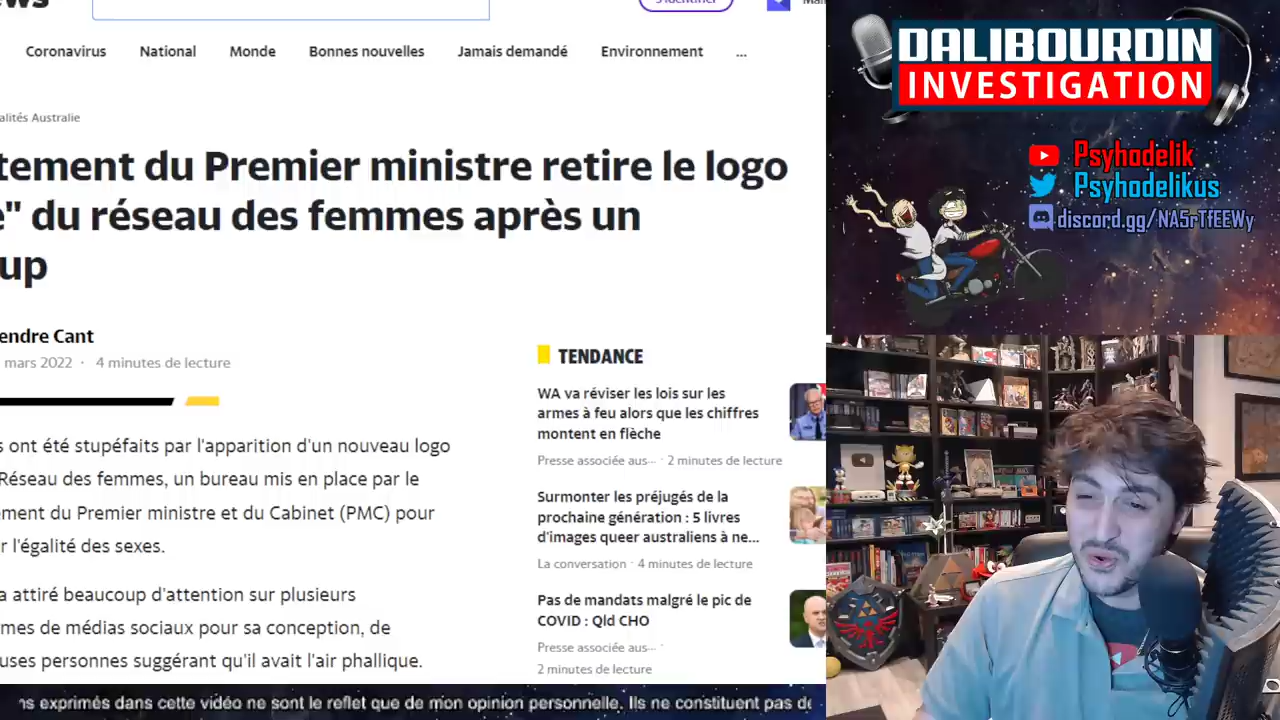 S'identifier
Coronavirus National Monde Bonnes nouvelles Jamais demandé Environnement ...
alités Australie
tement du Premier ministre retire le logo
e" du réseau des femmes après un
up
endre Cant
mars 2022 · 4 minutes de lecture
TENDANCE
WA va réviser les lois sur les
armes à feu alors que les chiffres
montent en flèche
Presse associée aus... · 2 minutes de lecture
Surmonter les préjugés de la
prochaine génération : 5 livres
d'images queer australiens à ne...
La conversation · 4 minutes de lecture
Pas de mandats malgré le pic de
COVID : Qld CHO
Presse associée aus... ·
2 minutes de lecture
s ont été stupéfaits par l'apparition d'un nouveau logo
Réseau des femmes, un bureau mis en place par le
ement du Premier ministre et du Cabinet (PMC) pour
r l'égalité des sexes.
a attiré beaucoup d'attention sur plusieurs
rmes de médias sociaux pour sa conception, de
uses personnes suggérant qu'il avait l'air phallique.
ns exprimés dans cette vidéo ne sont le reflet que de mon opinion personnelle. Ils ne constituent pas de
DALIBOURDIN
INVESTIGATION
Psyhodelik
Psyhodelikus
discord.gg/NA5rTfEEWy